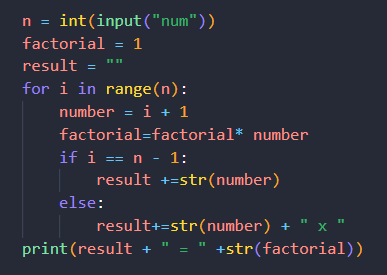 n = int(input("num"))
factorial = 1
result = ""
for i in range(n):
    number = i + 1
    factorial=factorial* number
    if i == n - 1:
        result +=str(number)
    else:
        result+=str(number) + " x "
print(result + " = " +str(factorial))